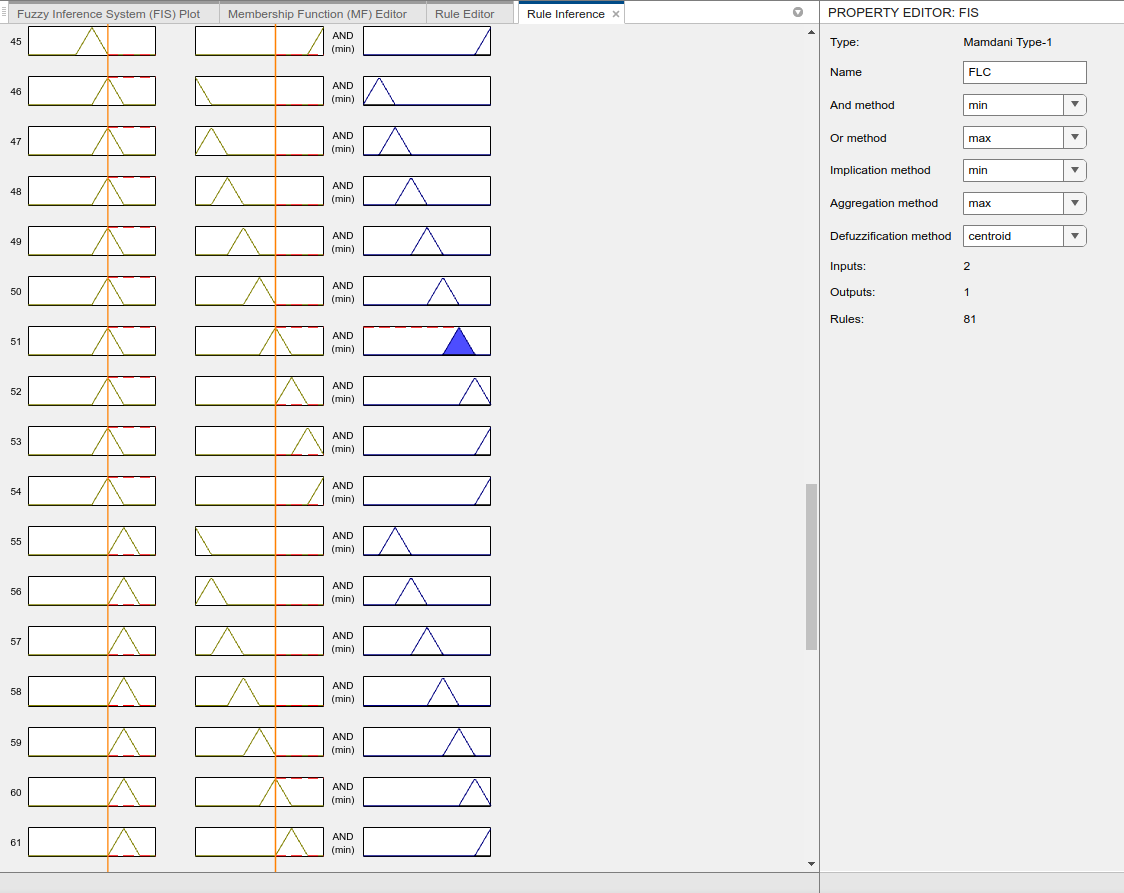 Fuzzy Inference System (FIS) Plot Membership Function (MF) Editor Rule Editor Rule Inference
45 AND (min)
46 AND (min)
47 AND (min)
48 AND (min)
49 AND (min)
50 AND (min)
51 AND (min)
52 AND (min)
53 AND (min)
54 AND (min)
55 AND (min)
56 AND (min)
57 AND (min)
58 AND (min)
59 AND (min)
60 AND (min)
61 AND (min)
PROPERTY EDITOR: FIS
Type: Mamdani Type-1
Name FLC
And method min
Or method max
Implication method min
Aggregation method max
Defuzzification method centroid
Inputs: 2
Outputs: 1
Rules: 81